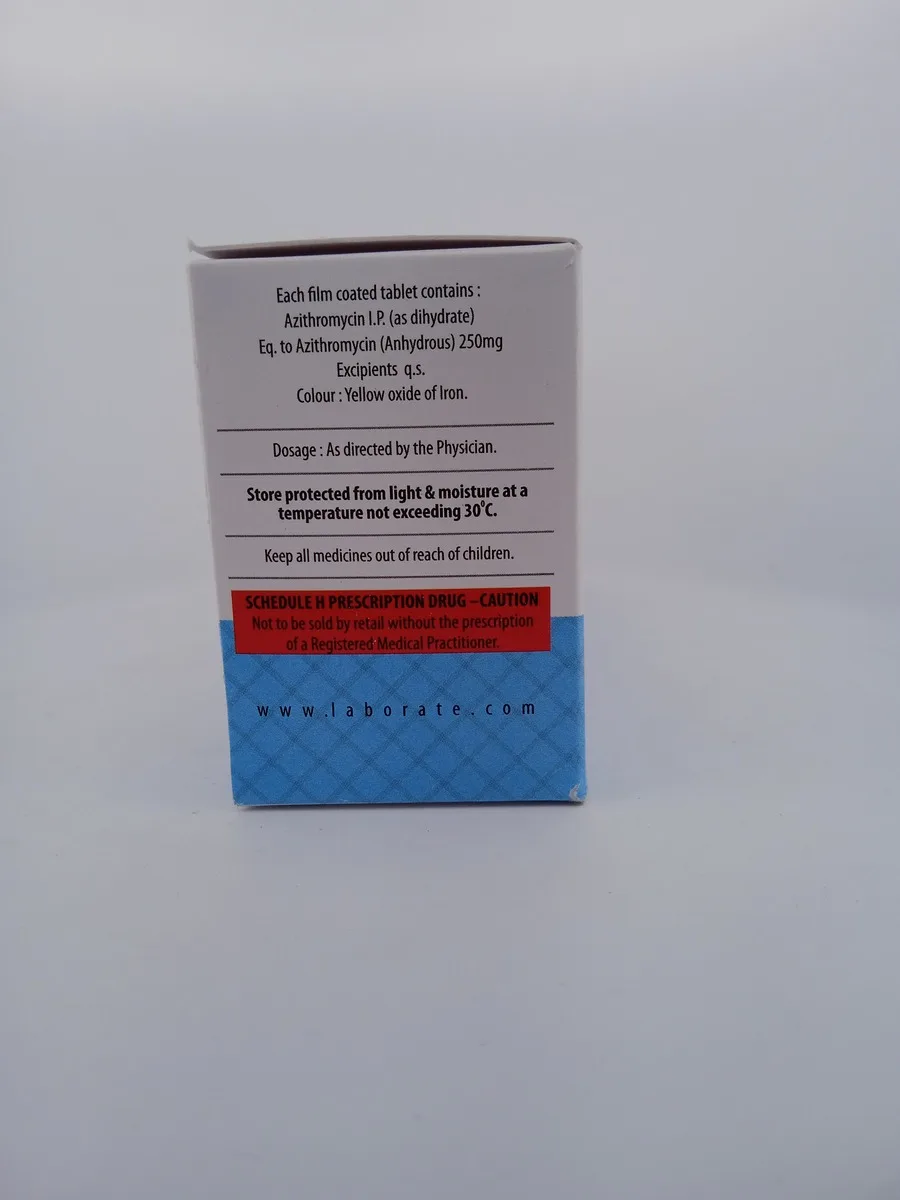 Each film coated tablet contains :
Azithromycin I.P. (as dihydrate)
Eq. to Azithromycin (Anhydrous) 250mg
Excipients q.s.
Colour : Yellow oxide of Iron.
Dosage : As directed by the Physician.
Store protected from light & moisture at a
temperature not exceeding 30⁰C.
Keep all medicines out of reach of children.
SCHEDULE H PRESCRIPTION DRUG –CAUTION
Not to be sold by retail without the prescription
of a Registered Medical Practitioner.
www.laborate.com